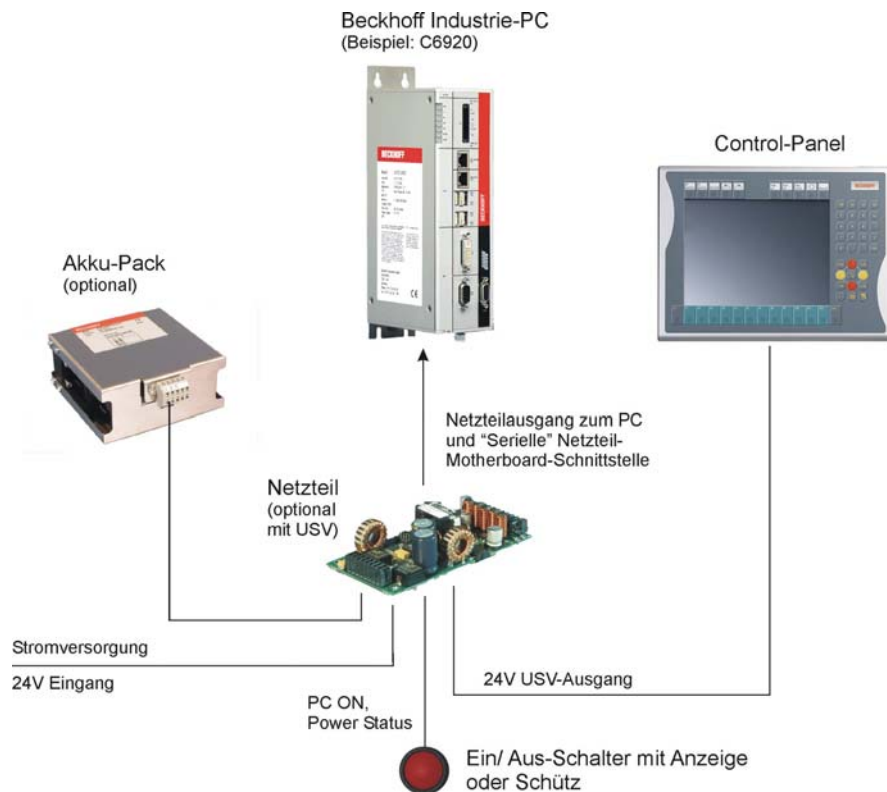 Beckhoff Industrie-PC
(Beispiel: C6920)
Control-Panel
Akku-Pack
(optional)
BECKHOFF
BECKHOFF
Netzteilausgang zum PC
und "Serielle" Netzteil-
Motherboard-Schnittstelle
Netzteil
(optional
mit USV)
Stromversorgung
24V Eingang
24V USV-Ausgang
PC ON,
Power Status
Ein/ Aus-Schalter mit Anzeige
oder Schütz